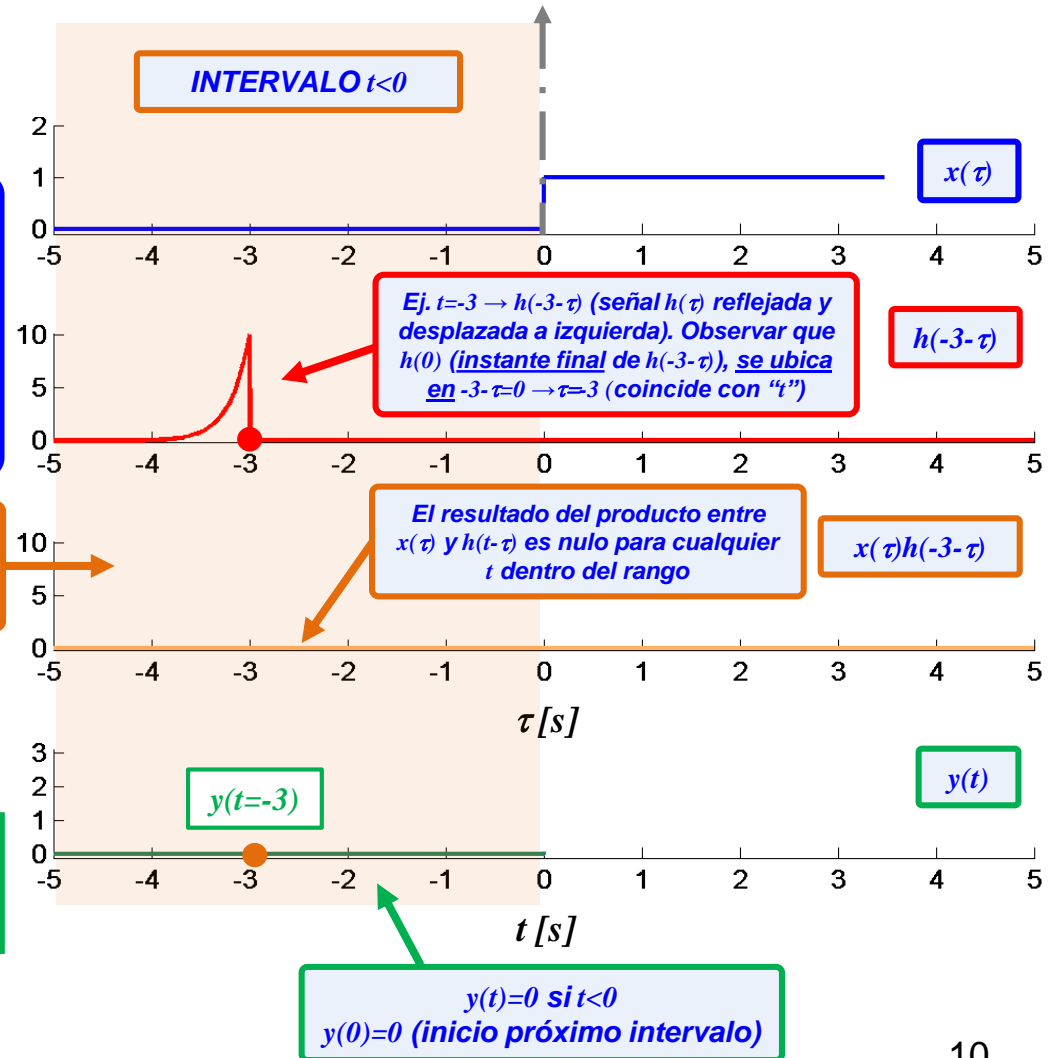 INTERVALO t<0
2
1
0
-5 -4 -3 -2 -1 0 1 2 3 4 5
x(τ)
Ej. t=-3 → h(-3-τ) (señal h(τ) reflejada y
desplazada a izquierda). Observar que
h(0) (instante final de h(-3-τ)), se ubica
en -3-τ=0 →τ=-3 (coincide con “t”)
h(-3-τ)
10
5
0
-5 -4 -3 -2 -1 0 1 2 3 4 5
El resultado del producto entre
x(τ) y h(t-τ) es nulo para cualquier
t dentro del rango
x(τ)h(-3-τ)
10
5
0
-5 -4 -3 -2 -1 0 1 2 3 4 5
τ [s]
3
2
1
0
y(t=-3)
y(t)
-5 -4 -3 -2 -1 0 1 2 3 4 5
t [s]
y(t)=0 si t<0
y(0)=0 (inicio próximo intervalo)
10